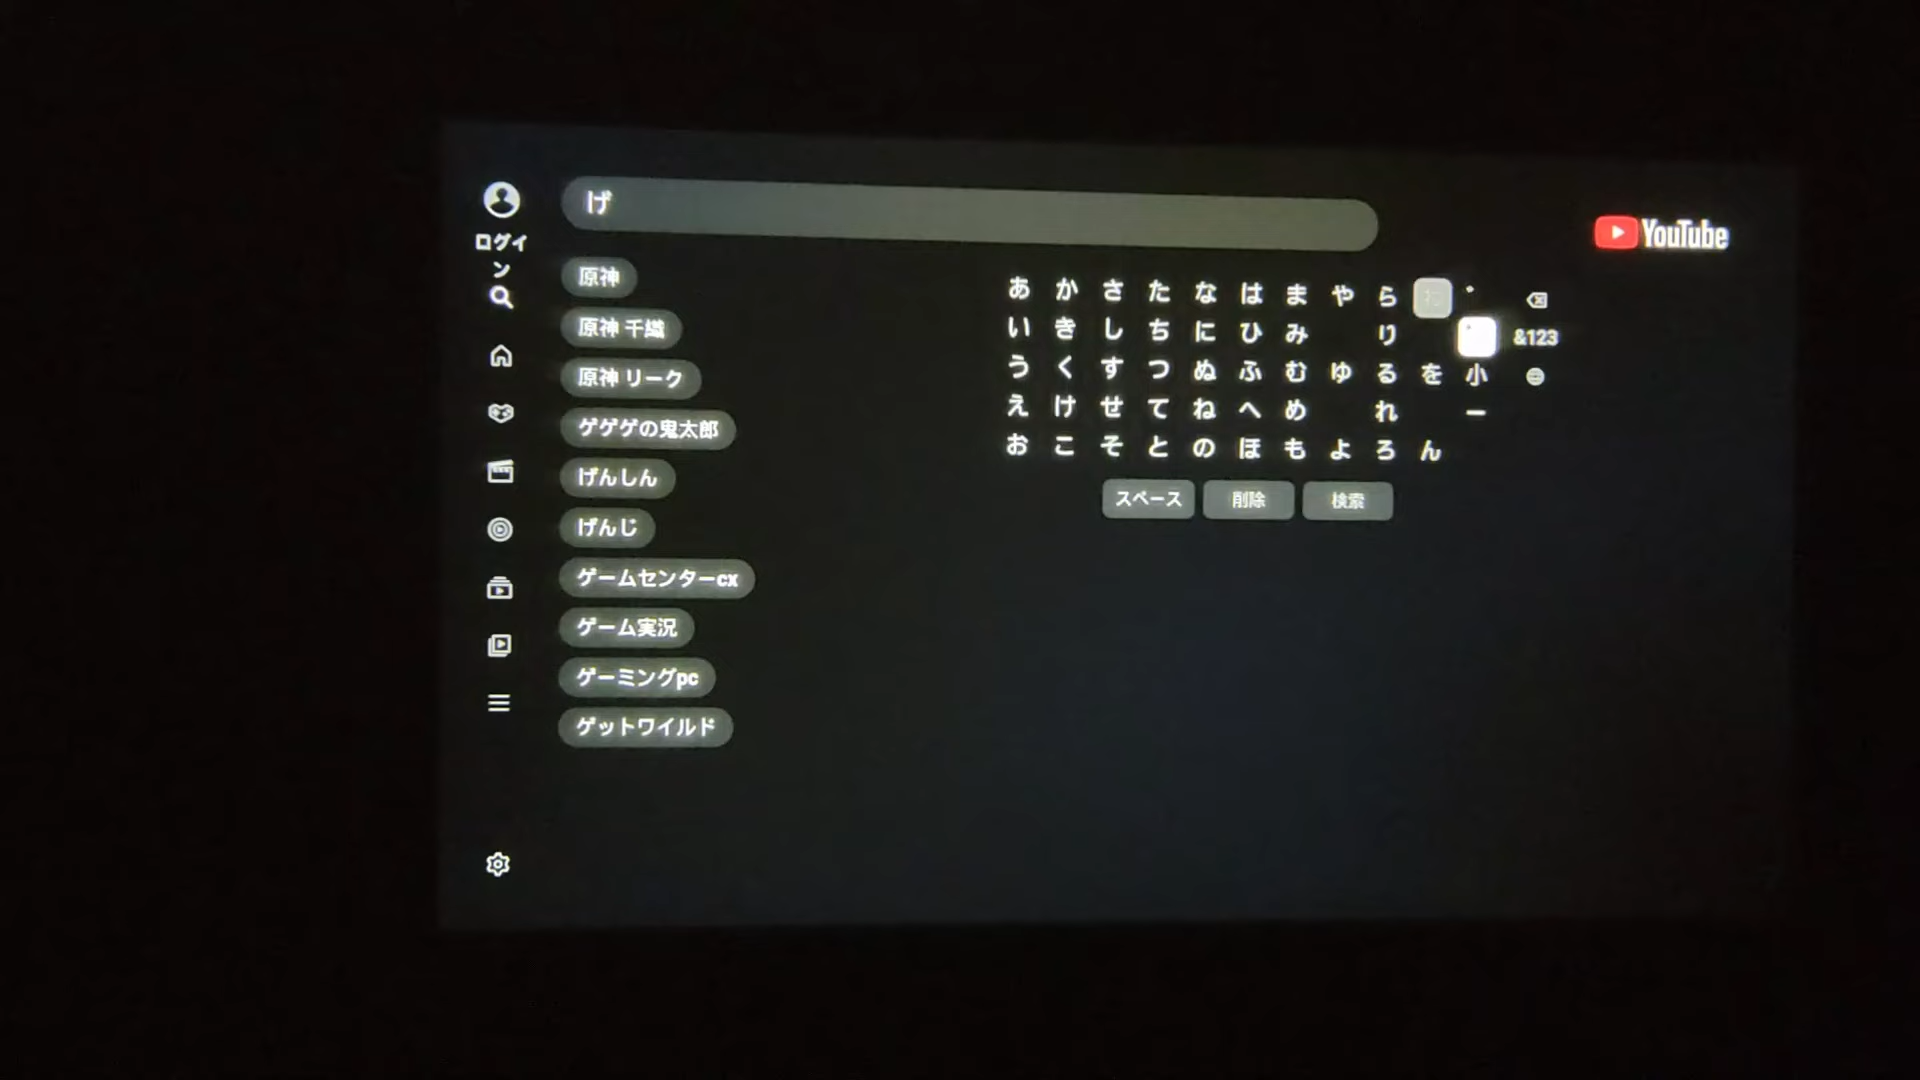 げ
YouTube
ログイ
ン
原神
原神 千織
原神 リーク
ゲゲゲの鬼太郎
げんしん
げんじ
ゲームセンターcx
ゲーム実況
ゲーミングpc
ゲットワイルド
あ か さ た な は ま や ら ゜
い き し ち に ひ み り &123
う く す つ ぬ ふ む ゆ る を 小
え け せ て ね へ め れ ー
お こ そ と の ほ も よ ろ ん
スペース 削除 検索